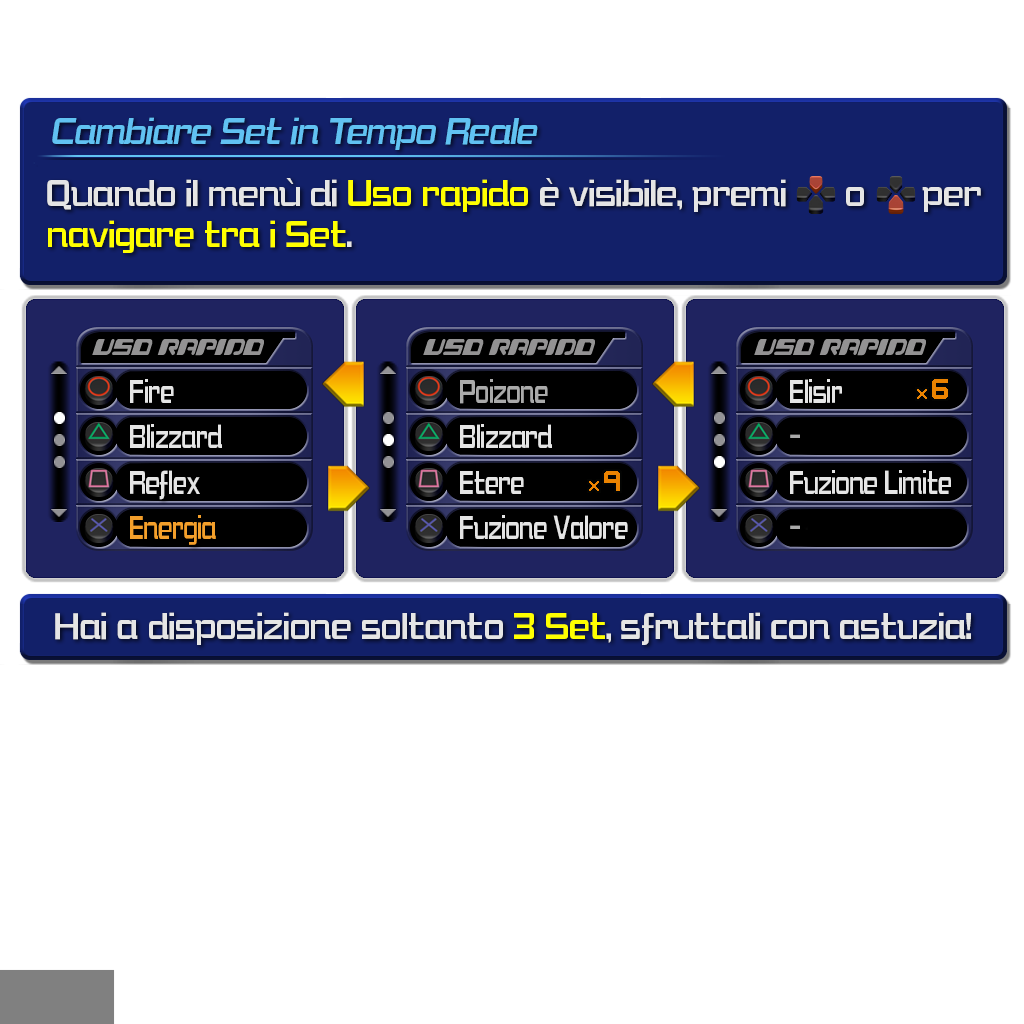 Cambiare Set in Tempo Reale
Quando il menù di Uso rapido è visibile, premi o per
navigare tra i Set.
USO RAPIDO
Fire
Blizzard
Reflex
Energia
USO RAPIDO
Poizone
Blizzard
Etere x9
Fuzione Valore
USO RAPIDO
Elisir x6
-
Fuzione Limite
-
Hai a disposizione soltanto 3 Set, sfruttali con astuzia!